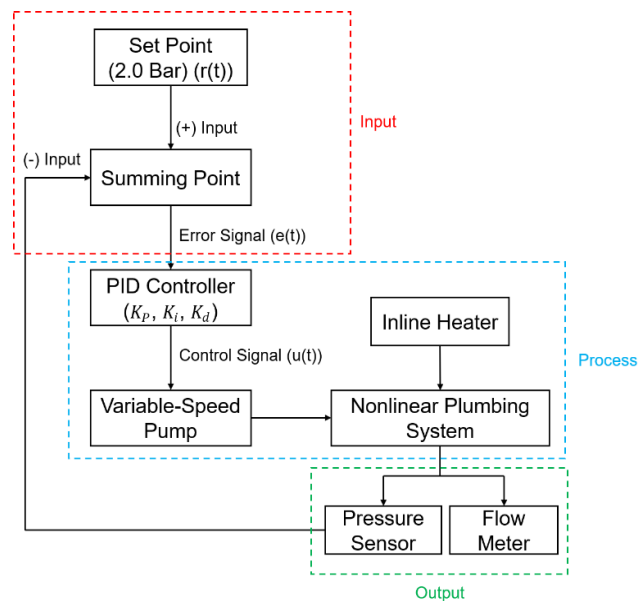 Set Point
(2.0 Bar) (r(t))
(+) Input
Input
(-) Input
Summing Point
Error Signal (e(t))
PID Controller
(K_P, K_i, K_d)
Inline Heater
Control Signal (u(t))
Process
Variable-Speed
Pump
Nonlinear Plumbing
System
Pressure
Sensor
Flow
Meter
Output